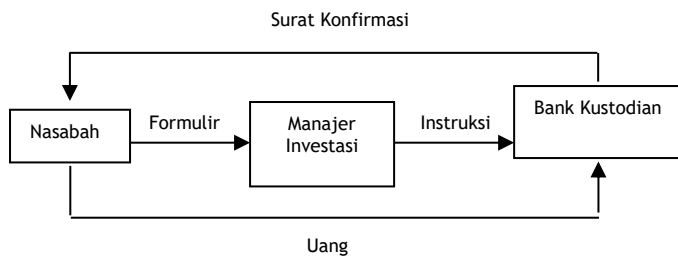 Surat Konfirmasi
Nasabah
Formulir
Manajer
Investasi
Instruksi
Bank Kustodian
Uang